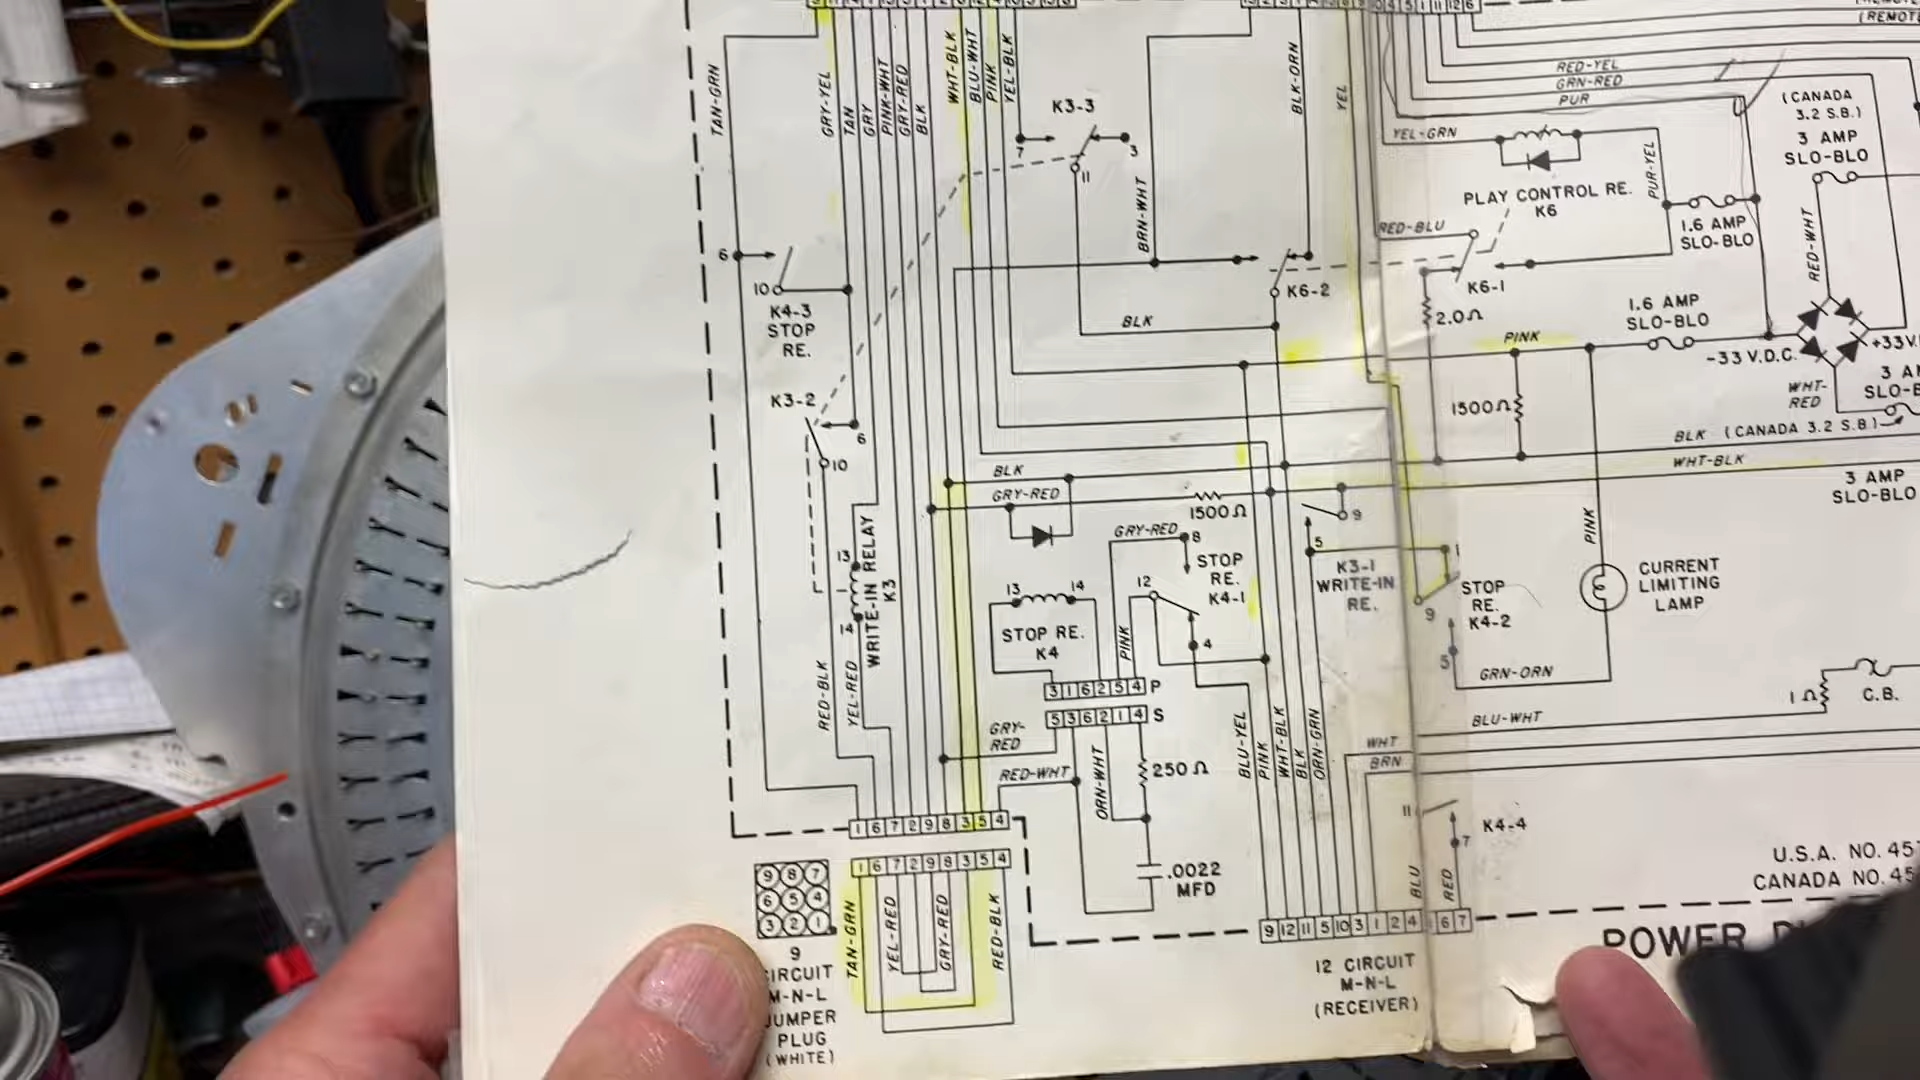 TAN-GRN
GRY-YEL
TAN
GRY
PINK-WHT
GRY-RED
BLK
WHT-BLK
BLU-WHT
PINK
YEL-BLK
K3-3
7
3
11
BRN-WHT
BLK-ORN
YEL
RED-YEL
GRN-RED
PUR
YEL-GRN
(CANADA
3.2 S.B.)
3 AMP
SLO-BLO
PLAY CONTROL RE.
K6
PUR-YEL
RED-BLU
1.6 AMP
SLO-BLO
RED-WHT
6
10
K4-3
STOP
RE.
K6-2
K6-1
BLK
2.0Ω
1.6 AMP
SLO-BLO
PINK
-33 V.D.C.
WHT-
RED
K3-2
6
10
1500Ω
BLK (CANADA 3.2 S.B.)
WHT-BLK
3 AMP
SLO-BLO
BLK
GRY-RED
1500Ω
9
5
K3-1
WRITE-IN
RE.
GRY-RED
8
STOP
RE.
K4-1
12
4
13
14
WRITE-IN RELAY
K3
13
14
STOP RE.
K4
PINK
1
9
STOP
RE.
K4-2
5
GRN-ORN
PINK
CURRENT
LIMITING
LAMP
RED-BLK
YEL-RED
3 1 6 2 5 4 P
5 3 6 2 1 4 S
GRY-
RED
RED-WHT
ORN-WHT
250Ω
.0022
MFD
BLU-YEL
PINK
WHT-BLK
BLK
ORN-GRN
WHT
BRN
BLU-WHT
1Ω
C.B.
11
7
K4-4
BLU
RED
U.S.A. NO.
CANADA NO.
1 6 7 2 9 8 3 5 4
1 6 7 2 9 8 3 5 4
9 8 7
6 5 4
3 2 1
TAN-GRN
YEL-RED
GRY-RED
RED-BLK
9
M-N-L
PLUG
(WHITE)
9 12 11 5 10 3 1 2 4
6 7
12 CIRCUIT
M-N-L
(RECEIVER)
POWER